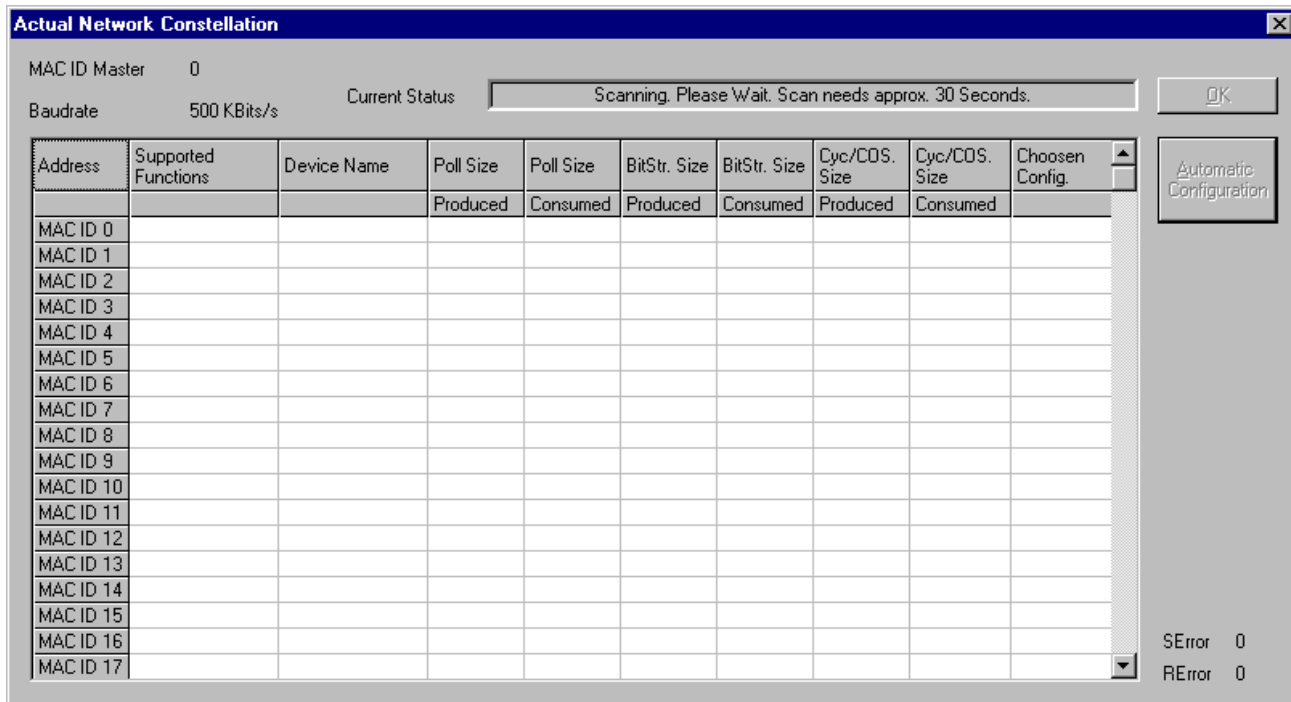 Actual Network Constellation
MAC ID Master 0
Current Status Scanning. Please Wait. Scan needs approx. 30 Seconds.
OK
Baudrate 500 KBits/s
Address Supported Functions Device Name Poll Size Poll Size BitStr. Size BitStr. Size Cyc/COS. Size Cyc/COS. Size Choosen Config.
Automatic Configuration
Produced Consumed Produced Consumed Produced Consumed
MAC ID 0
MAC ID 1
MAC ID 2
MAC ID 3
MAC ID 4
MAC ID 5
MAC ID 6
MAC ID 7
MAC ID 8
MAC ID 9
MAC ID 10
MAC ID 11
MAC ID 12
MAC ID 13
MAC ID 14
MAC ID 15
MAC ID 16
MAC ID 17
SError 0
RError 0